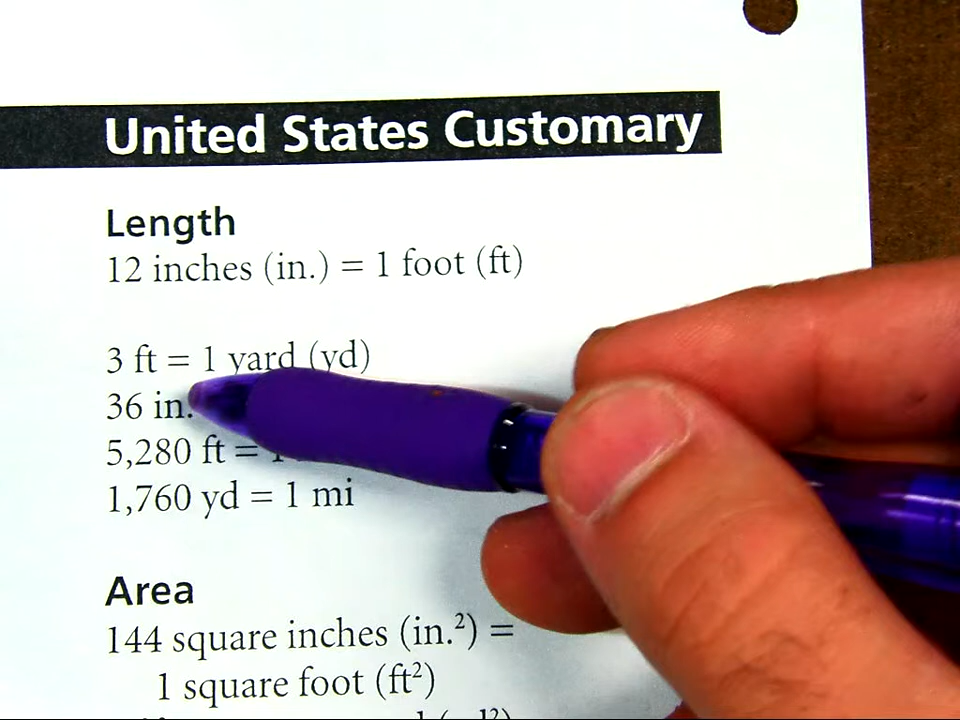 United States Customary
Length
12 inches (in.) = 1 foot (ft)
3 ft = 1 yard (yd)
36 in.
5,280 ft = 1
1,760 yd = 1 mi
Area
144 square inches (in.²) =
1 square foot (ft²)